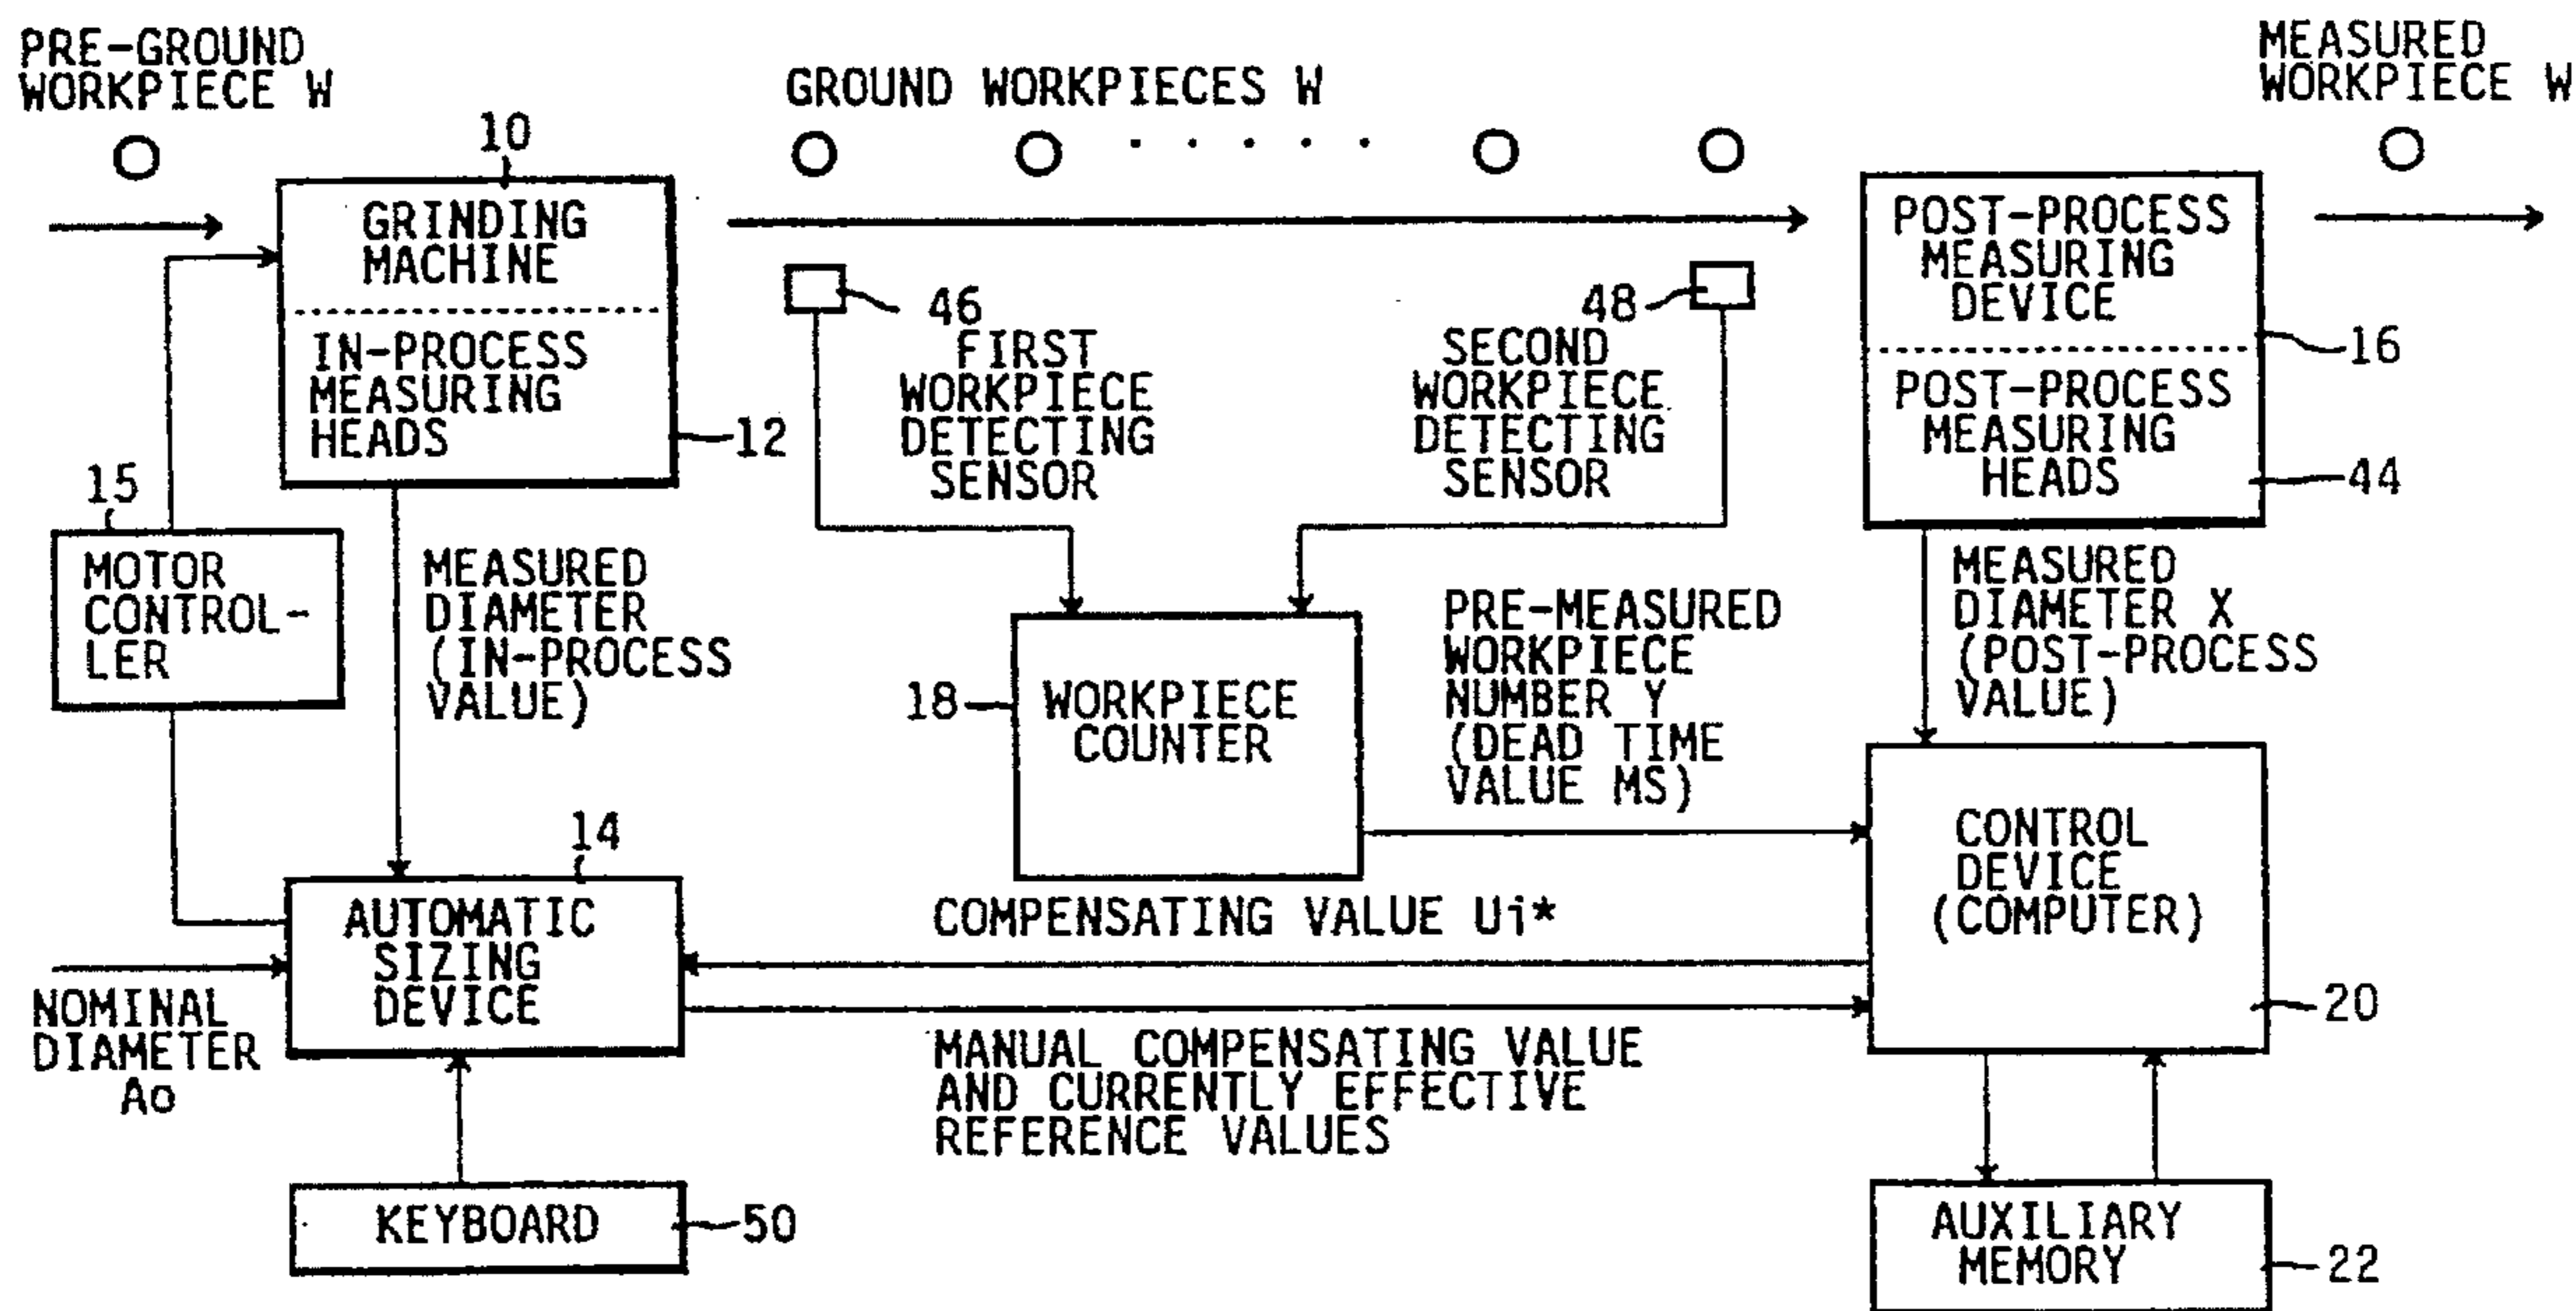 PRE-GROUND
WORKPIECE W
GROUND WORKPIECES W
MEASURED
WORKPIECE W
10
GRINDING
MACHINE
IN-PROCESS
MEASURING
HEADS
12
46
FIRST
WORKPIECE
DETECTING
SENSOR
48
SECOND
WORKPIECE
DETECTING
SENSOR
POST-PROCESS
MEASURING
DEVICE
16
POST-PROCESS
MEASURING
HEADS
44
15
MOTOR
CONTROL-
LER
MEASURED
DIAMETER
(IN-PROCESS
VALUE)
18
WORKPIECE
COUNTER
PRE-MEASURED
WORKPIECE
NUMBER Y
(DEAD TIME
VALUE MS)
MEASURED
DIAMETER X
(POST-PROCESS
VALUE)
14
AUTOMATIC
SIZING
DEVICE
NOMINAL
DIAMETER
Ao
COMPENSATING VALUE Ui*
MANUAL COMPENSATING VALUE
AND CURRENTLY EFFECTIVE
REFERENCE VALUES
CONTROL
DEVICE
(COMPUTER)
20
KEYBOARD
50
AUXILIARY
MEMORY
22